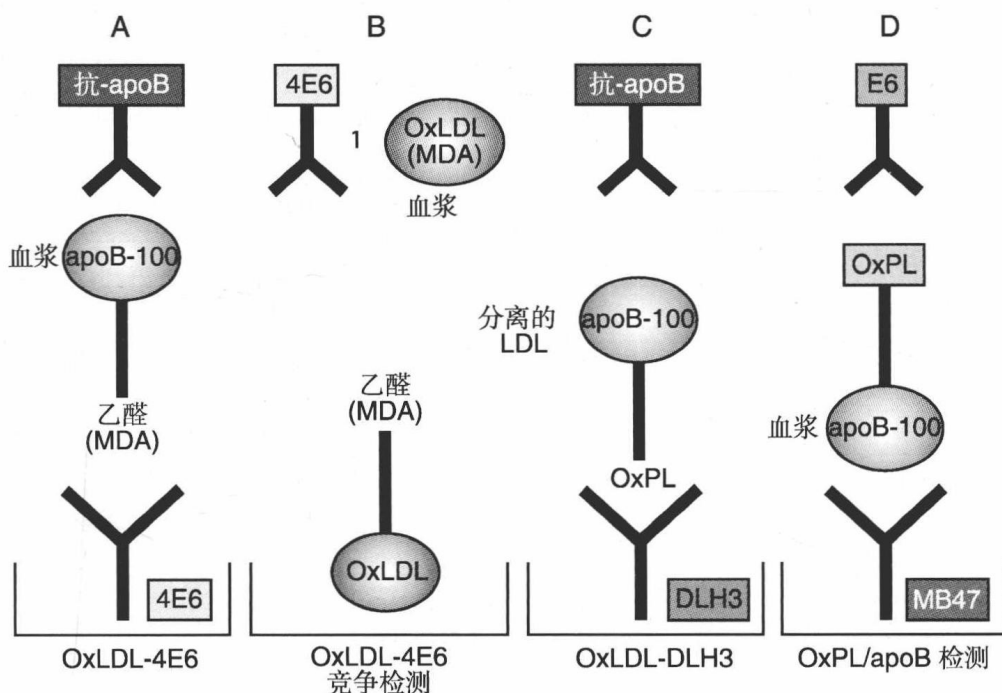 A
抗-apoB
血浆 apoB-100
乙醛
(MDA)
4E6
OxLDL-4E6
B
4E6
1
OxLDL
(MDA)
血浆
乙醛
(MDA)
OxLDL
OxLDL-4E6
竞争检测
C
抗-apoB
分离的
LDL
apoB-100
OxPL
DLH3
OxLDL-DLH3
D
E6
OxPL
血浆 apoB-100
MB47
OxPL/apoB 检测